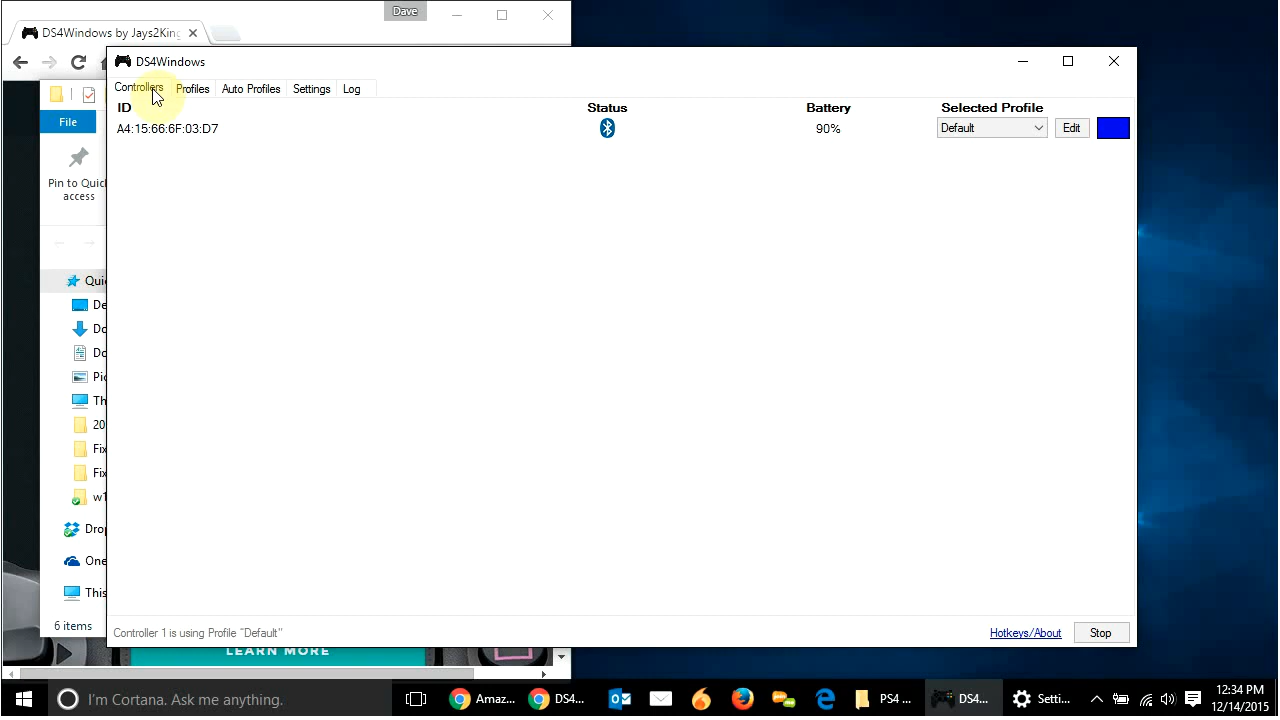 Dave
DS4Windows by Jays2King
DS4Windows
Controllers
Profiles
Auto Profiles
Settings
Log
ID
Status
Battery
Selected Profile
A4:15:66:6F:03:D7
90%
Default
Edit
File
Pin to Quic
access
Quic
De
Do
Do
Pic
Th
20
Fix
Fix
w1
Drop
One
This
6 items
Controller 1 is using Profile "Default"
Hotkeys/About
Stop
LEARN MORE
I'm Cortana. Ask me anything.
Amaz...
DS4...
PS4 ...
DS4...
Setti...
12:38 PM
12/14/2015